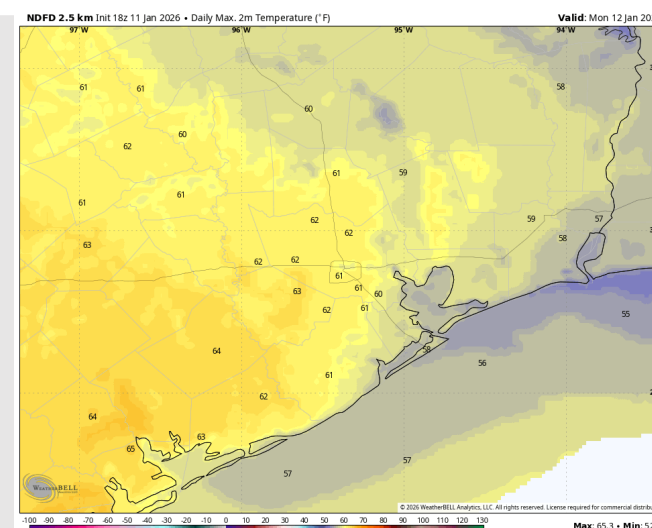 NDFD 2.5 km Init 18z 11 Jan 2026 • Daily Max. 2m Temperature (°F)
Valid: Mon 12 Jan 20
97°W 96°W 95°W 94°W
61 61 58
60
60
62
61 59
61
61
62 59 57
62 58
63
62 62
61
63 61 60
62 61 55
64 58
56
61
62
64
63
65
57
57
WeatherBELL
© 2026 WeatherBELL Analytics, LLC. All rights reserved. License required for commercial distribu
-100 -90 -80 -70 -60 -50 -40 -30 -20 -10 0 10 20 30 40 50 60 70 80 90 100 110 120 130
Max: 65.3 • Min: 52